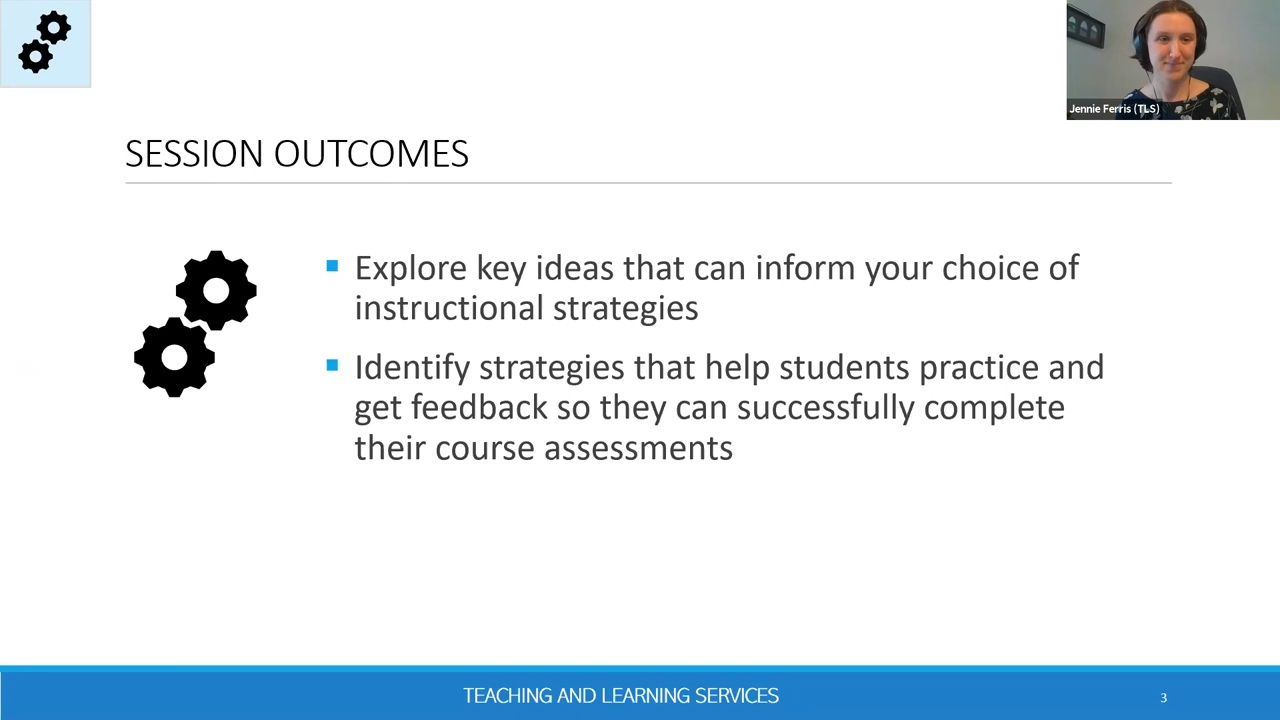 Jennie Ferris (TLS)
SESSION OUTCOMES
Explore key ideas that can inform your choice of
instructional strategies
Identify strategies that help students practice and
get feedback so they can successfully complete
their course assessments
TEACHING AND LEARNING SERVICES
3